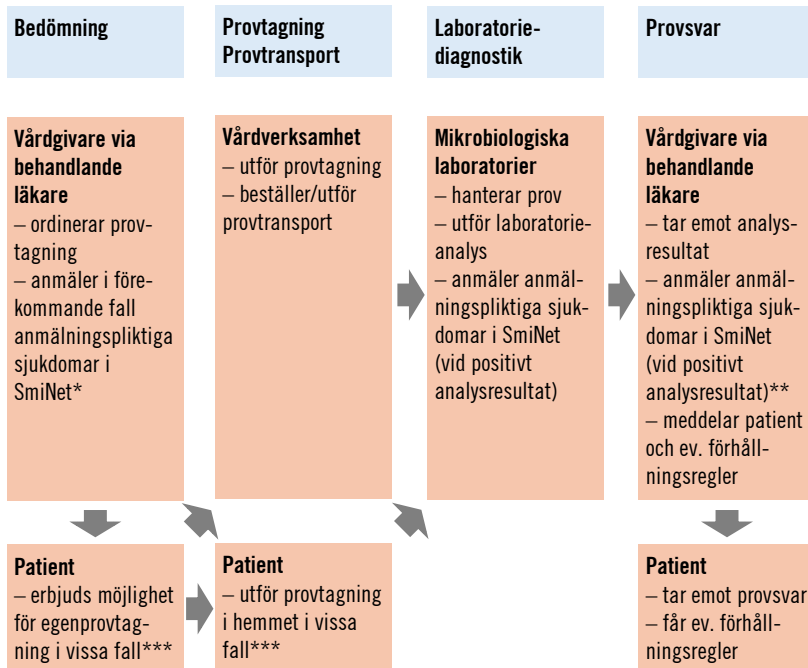 Bedömning
Provtagning
Provtransport
Laboratorie-
diagnostik
Provsvar
Vårdgivare via
behandlande
läkare
– ordinerar prov-
tagning
– anmäler i före-
kommande fall
anmälningspliktiga
sjukdomar i
SmiNet*
Vårdverksamhet
– utför provtagning
– beställer/utför
provtransport
Mikrobiologiska
laboratorier
– hanterar prov
– utför laboratorie-
analys
– anmäler anmäl-
ningspliktiga sjuk-
domar i SmiNet
(vid positivt
analysresultat)
Vårdgivare via
behandlande
läkare
– tar emot analys-
resultat
– anmäler anmäl-
ningspliktiga sjuk-
domar i SmiNet
(vid positivt
analysresultat)**
– meddelar patient
och ev. förhåll-
ningsregler
Patient
– erbjuds möjlighet
för egenprovtag-
ning i vissa fall***
Patient
– utför provtagning
i hemmet i vissa
fall***
Patient
– tar emot provsvar
– får ev. förhåll-
ningsregler